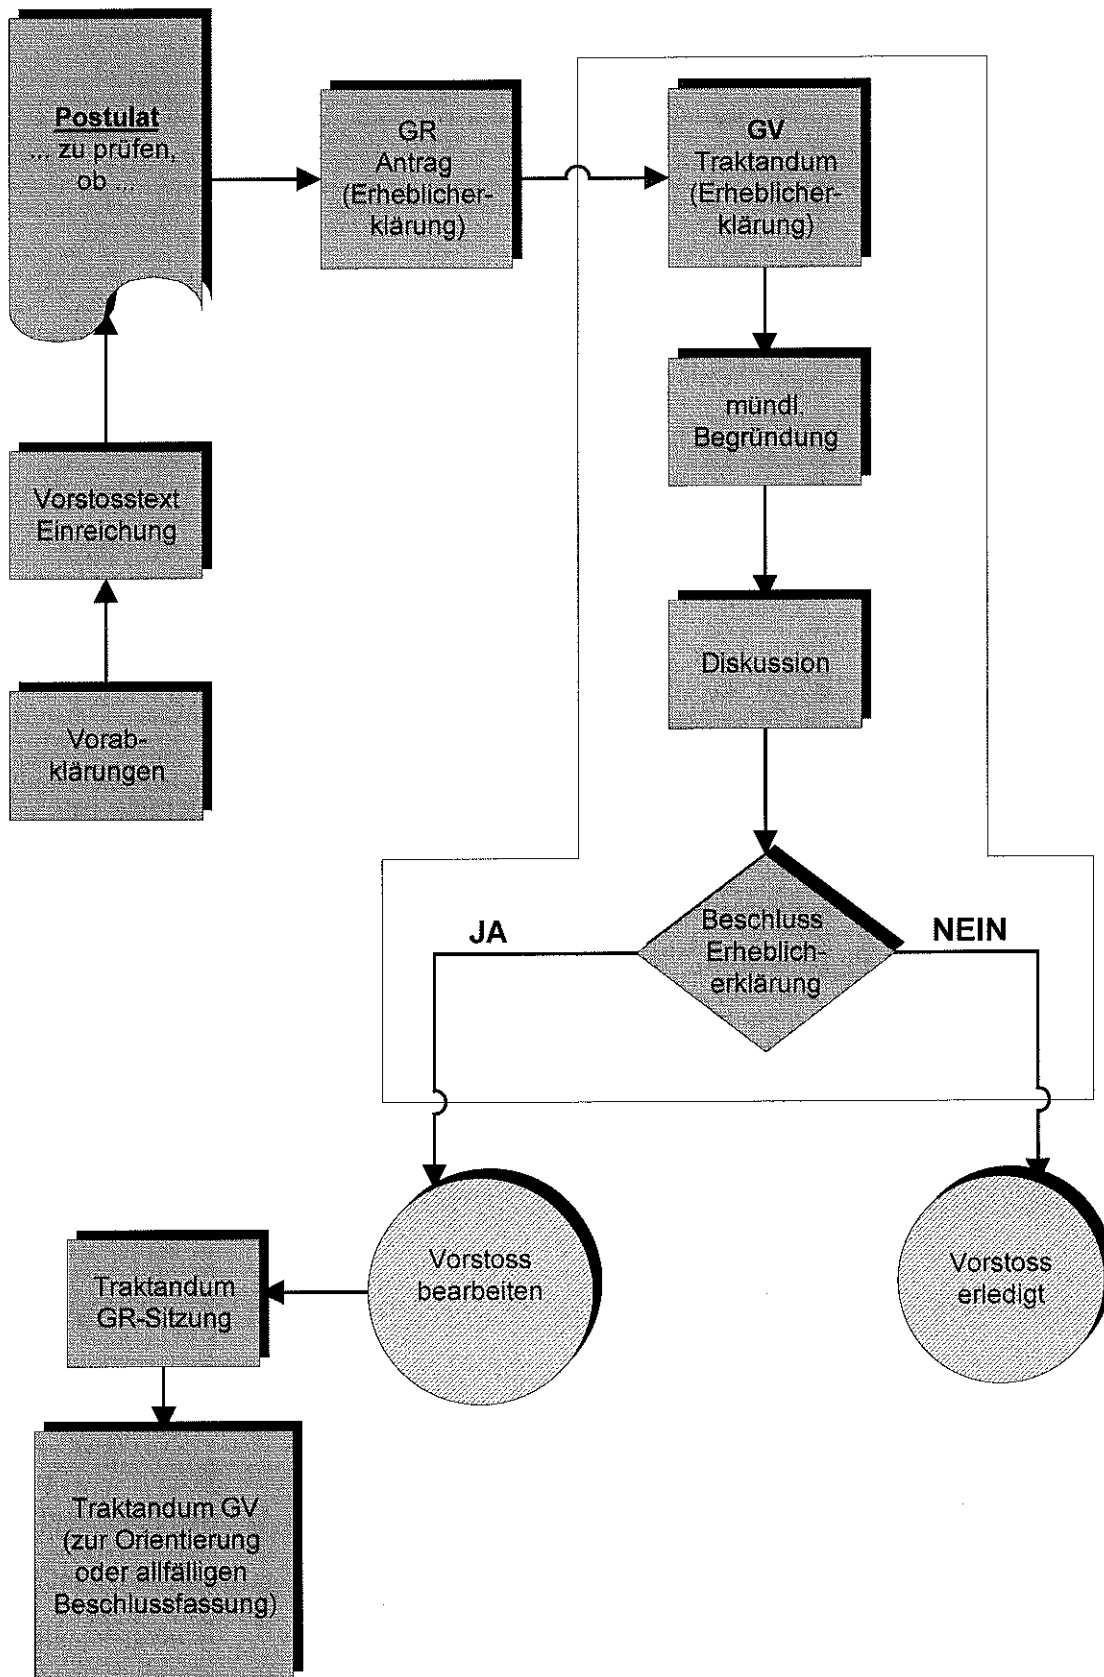 Postulat
... zu prüfen,
ob ...
GR
Antrag
(Erheblicher-
klärung)
GV
Traktandum
(Erheblicher-
klärung)
mündl.
Begründung
Vorstosstext
Einreichung
Diskussion
Vorab-
klärungen
JA
Beschluss
Erheblich-
erklärung
NEIN
Vorstoss
bearbeiten
Vorstoss
erledigt
Traktandum
GR-Sitzung
Traktandum GV
(zur Orientierung
oder allfälligen
Beschlussfassung)